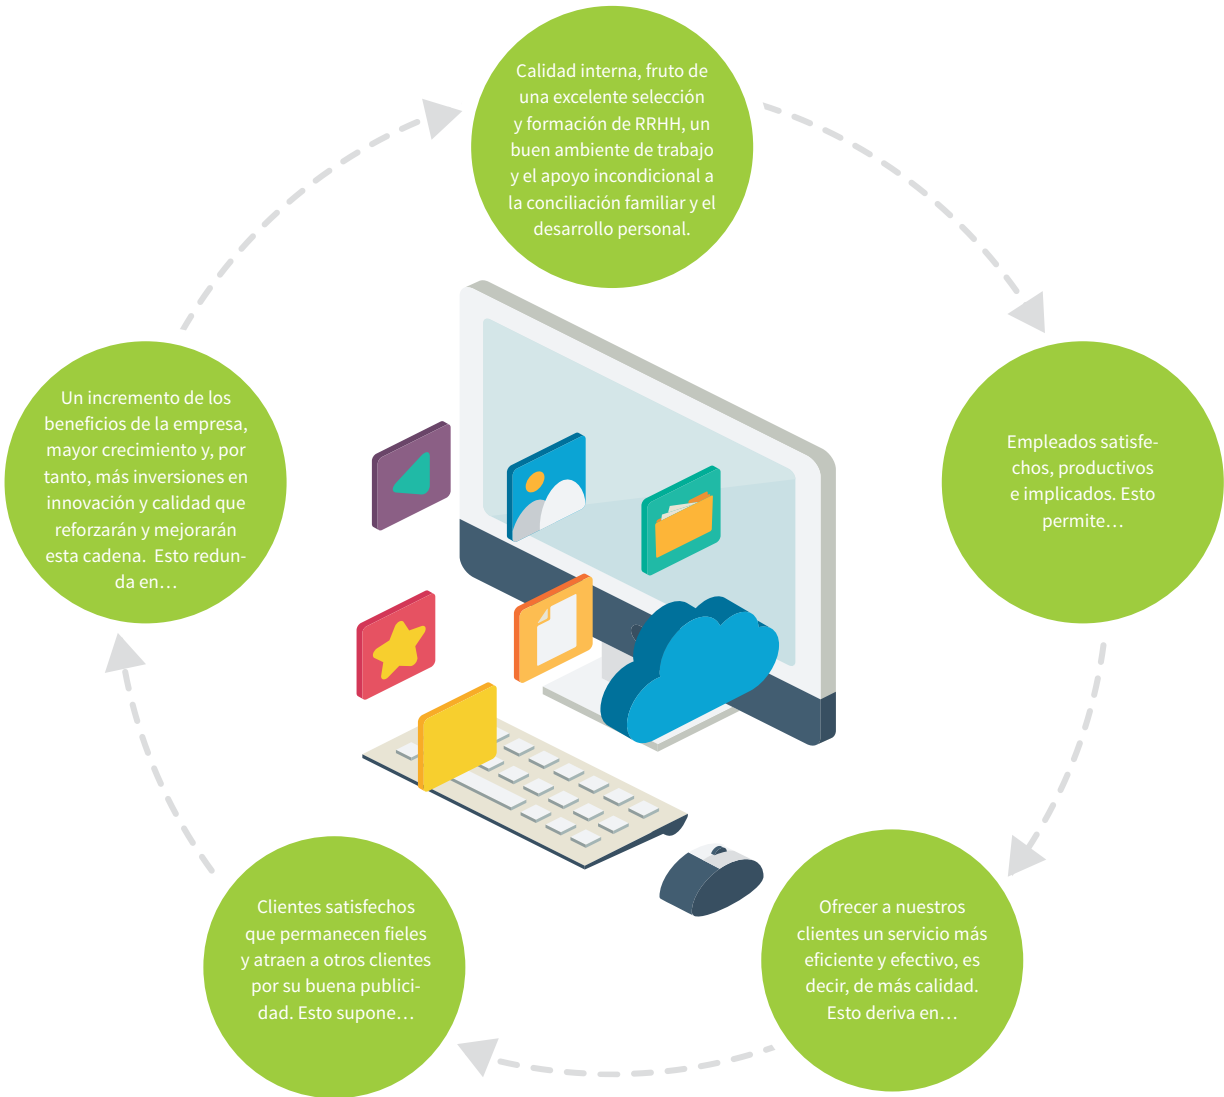 Calidad interna, fruto de
una excelente selección
y formación de RRHH, un
buen ambiente de trabajo
y el apoyo incondicional a
la conciliación familiar y el
desarrollo personal.
Empleados satisfe-
chos, productivos
e implicados. Esto
permite…
Ofrecer a nuestros
clientes un servicio más
eficiente y efectivo, es
decir, de más calidad.
Esto deriva en…
Clientes satisfechos
que permanecen fieles
y atraen a otros clientes
por su buena publici-
dad. Esto supone…
Un incremento de los
beneficios de la empresa,
mayor crecimiento y, por
tanto, más inversiones en
innovación y calidad que
reforzarán y mejorarán
esta cadena.  Esto redun-
da en…